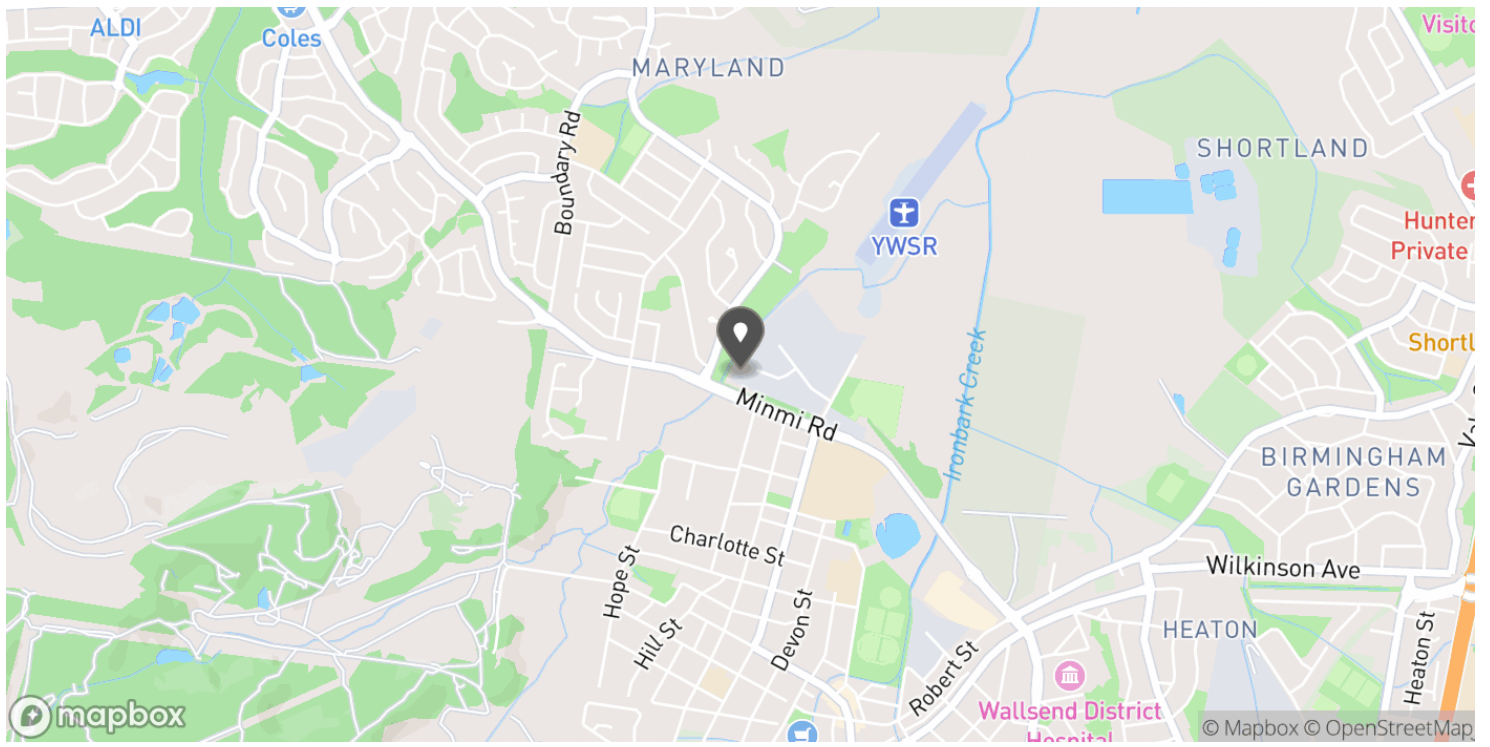 ALDI
Coles
MARYLAND
Visito
Boundary Rd
SHORTLAND
YWSR
Hunter
Private
Shortl
Ironbark Creek
Minmi Rd
BIRMINGHAM
GARDENS
Charlotte St
Hope St
Hill St
Devon St
Wilkinson Ave
HEATON
Heaton St
Robert St
Wallsend District
Hospital
mapbox
© Mapbox © OpenStreetMap